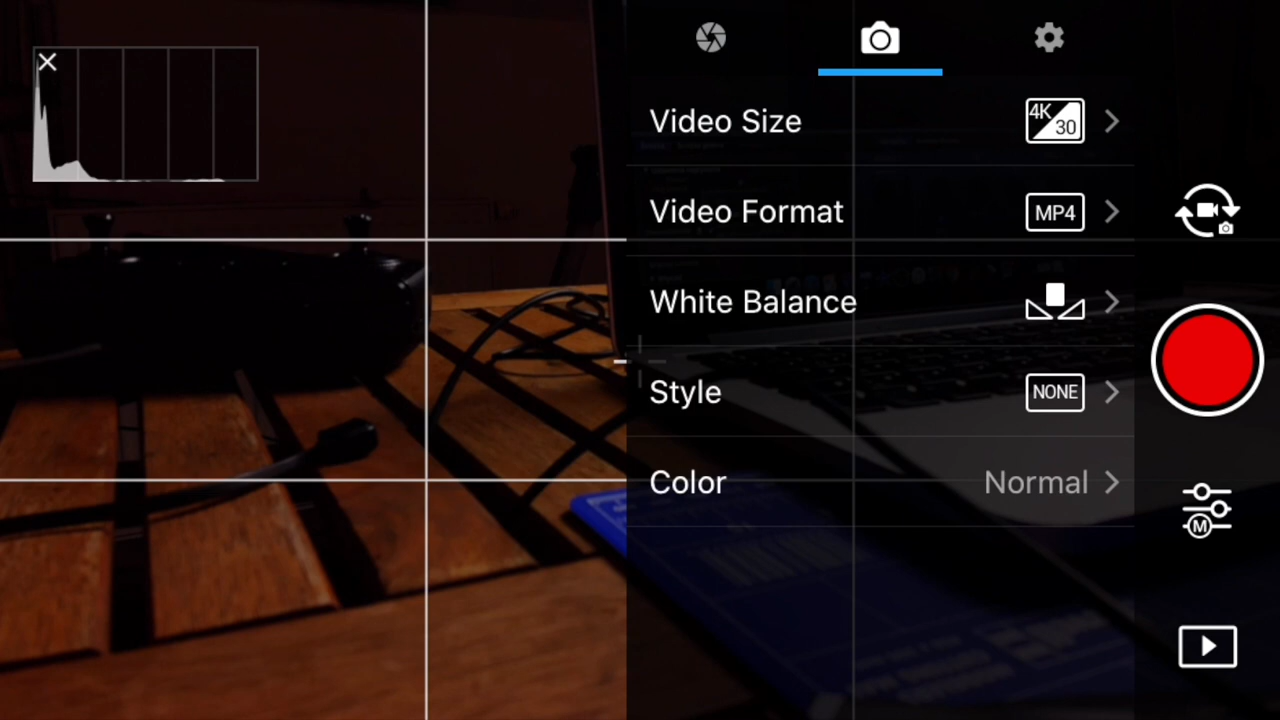 Video Size
4K
30
Video Format
MP4
White Balance
Style
NONE
Color
Normal
M